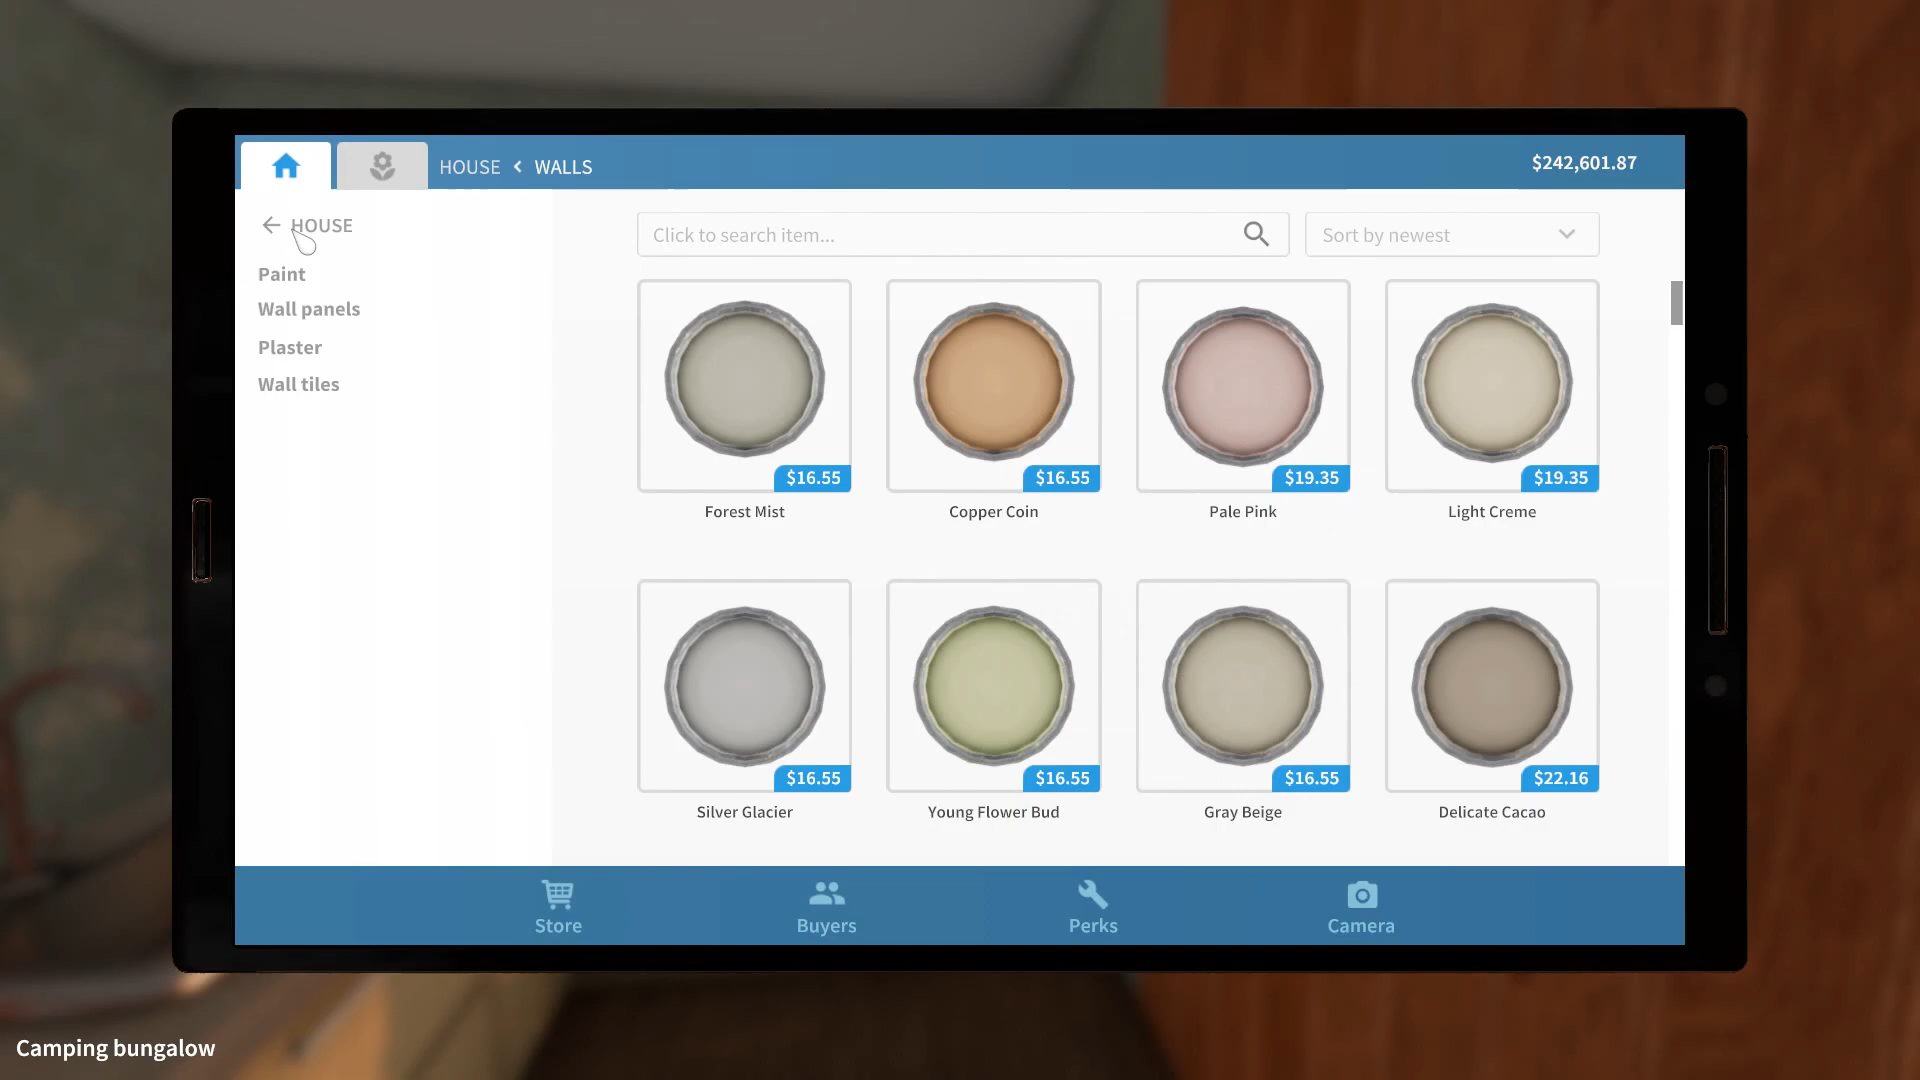 HOUSE < WALLS
$242,601.87
HOUSE
Paint
Wall panels
Plaster
Wall tiles
Click to search item...
Sort by newest
$16.55
$16.55
$19.35
$19.35
Forest Mist
Copper Coin
Pale Pink
Light Creme
$16.55
$16.55
$16.55
$22.16
Silver Glacier
Young Flower Bud
Gray Beige
Delicate Cacao
Store
Buyers
Perks
Camera
Camping bungalow